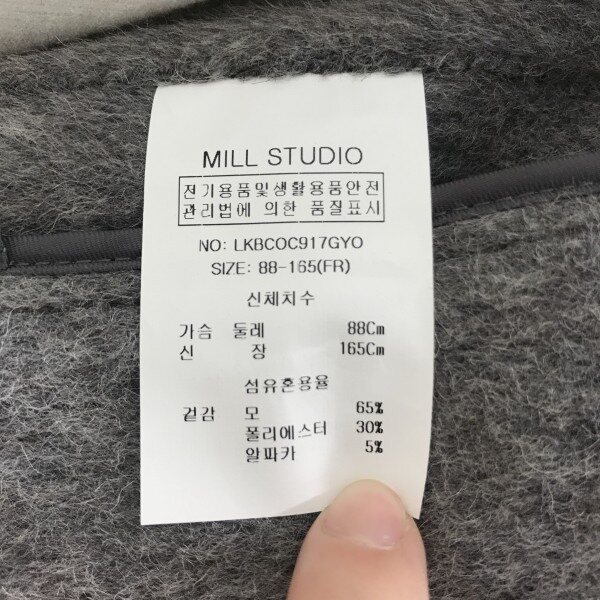 MILL STUDIO
전기용품및생활용품안전
관리법에 의한 품질표시
NO: LKBCOC917GYO
SIZE: 88-165(FR)
신체치수
가슴 둘레 88Cm
신 장 165Cm
섬유혼용율
겉감 모 65%
폴리에스터 30%
알파카 5%